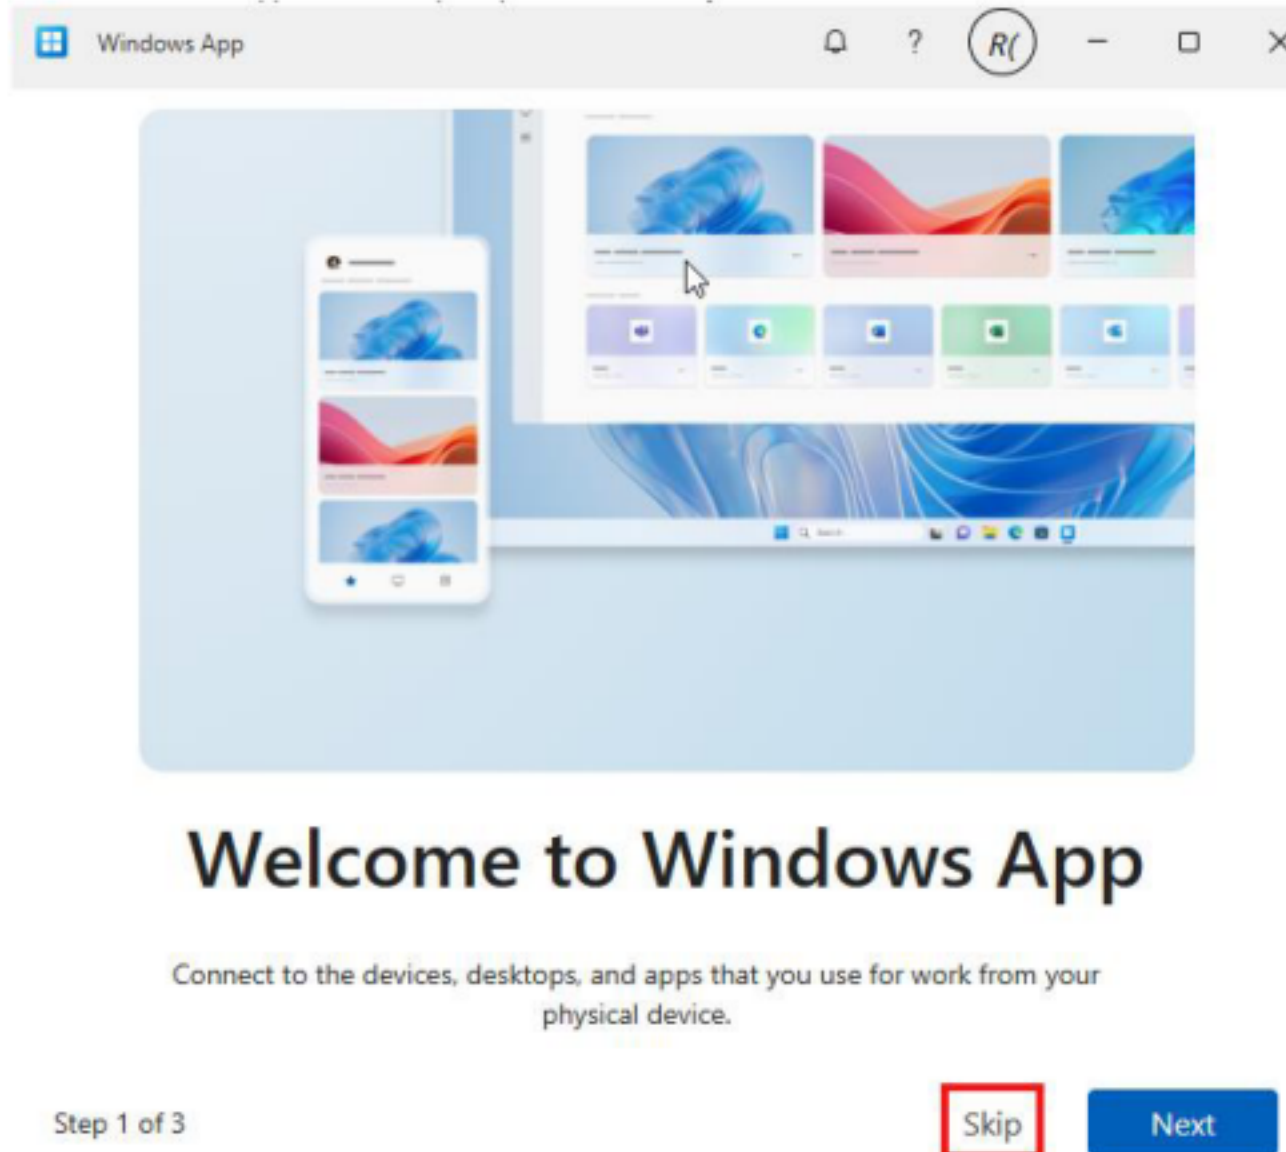 Windows App
?
R(
Search
Welcome to Windows App
Connect to the devices, desktops, and apps that you use for work from your
physical device.
Step 1 of 3
Skip
Next